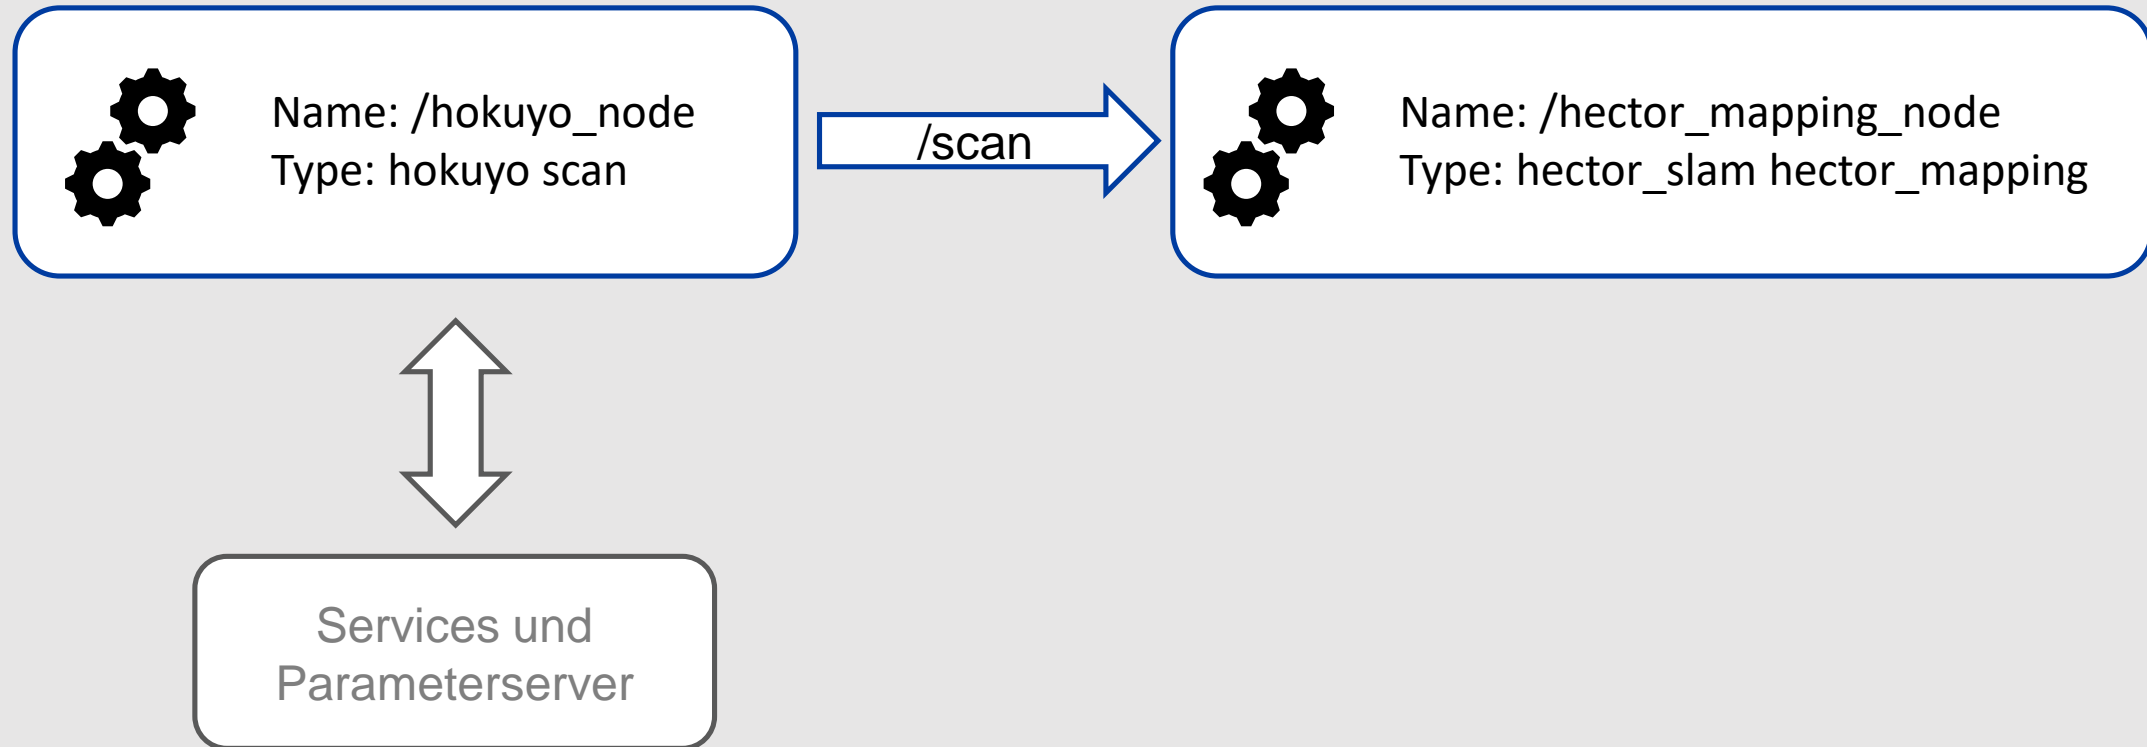 Name: /hokuyo_node
Type: hokuyo scan
/scan
Name: /hector_mapping_node
Type: hector_slam hector_mapping
Services und
Parameterserver